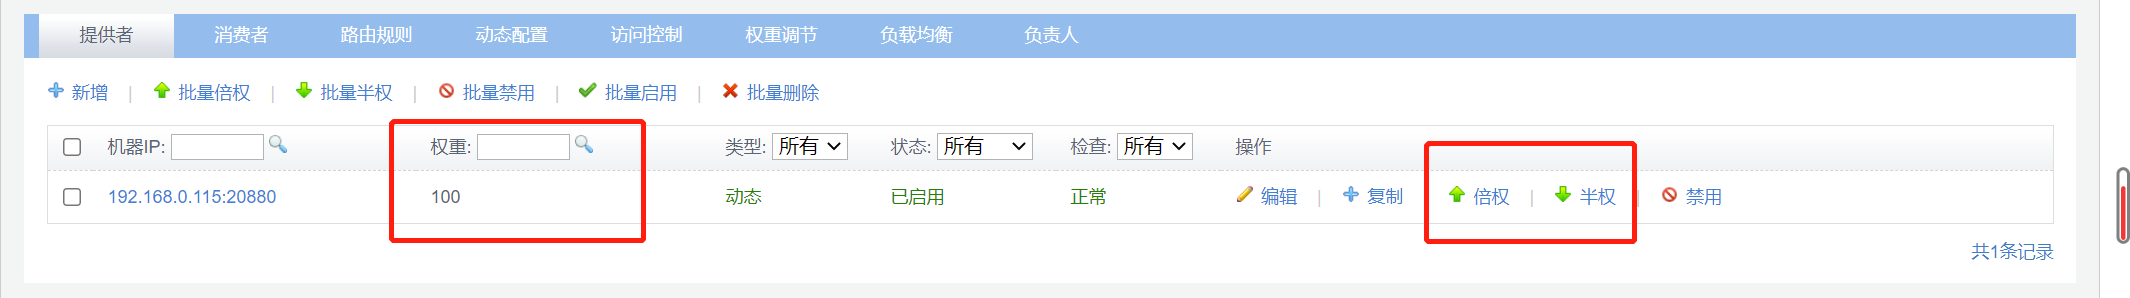 提供者 消费者 路由规则 动态配置 访问控制 权重调节 负载均衡 负责人
新增 | 批量倍权 | 批量半权 | 批量禁用 | 批量启用 | 批量删除
机器IP: 权重: 类型: 所有 状态: 所有 检查: 所有 操作
192.168.0.115:20880 100 动态 已启用 正常 编辑 | 复制 倍权 | 半权 | 禁用
共1条记录